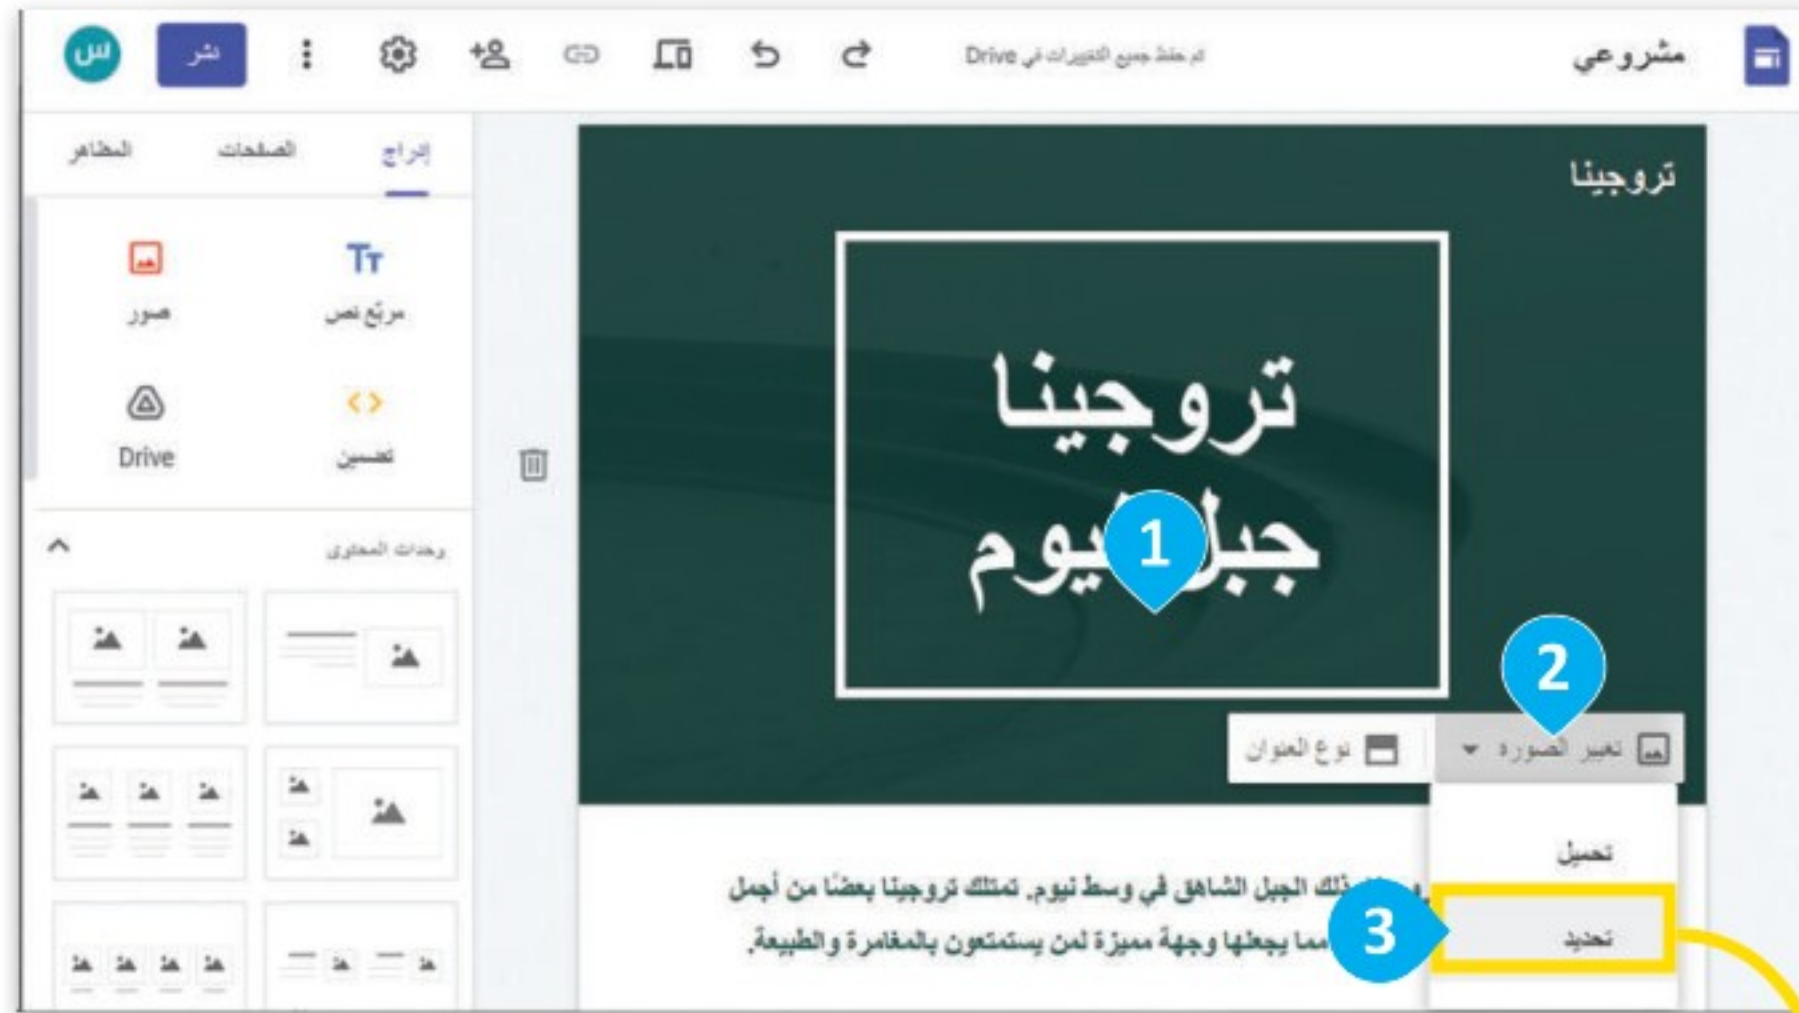 مشروعي
تم حفظ جميع التغييرات في Drive
نشر
س
إدراج
الصفحات
المظاهر
Tт
مربّع نص
صور
تضمين
Drive
وحدات المحتوى
تروجينا
تروجينا
جبل نيوم
1
2
تغيير الصورة
نوع العنوان
تحميل
تحديد
3
ذلك الجبل الشاهق في وسط نيوم. تمتلك تروجينا بعضًا من أجمل
مما يجعلها وجهة مميزة لمن يستمتعون بالمغامرة والطبيعة.